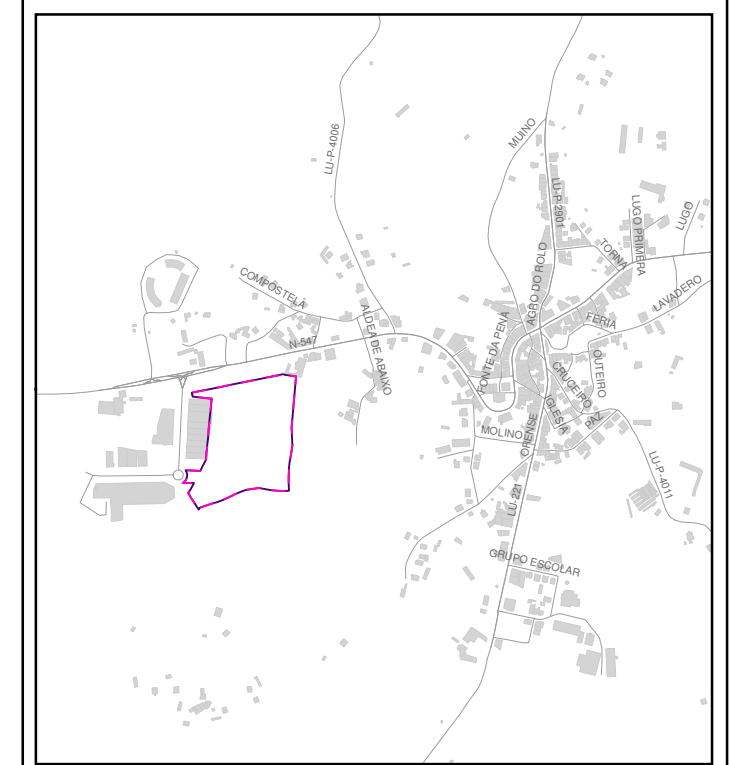 MUINO
LU-P-4006
LU-P-2901
LUGO PRIMERA
LUGO
TORNA
AGRO DO ROLO
COMPOSTELA
LAVADERO
ALDEA DE ABAIXO
FONTE DA PENA
FERIA
N-547
OUTEIRO
CRUCEIRO
IGLESIA
PAZ
MOLINO
ORENSE
LU-P-4011
LU-221
GRUPO ESCOLAR